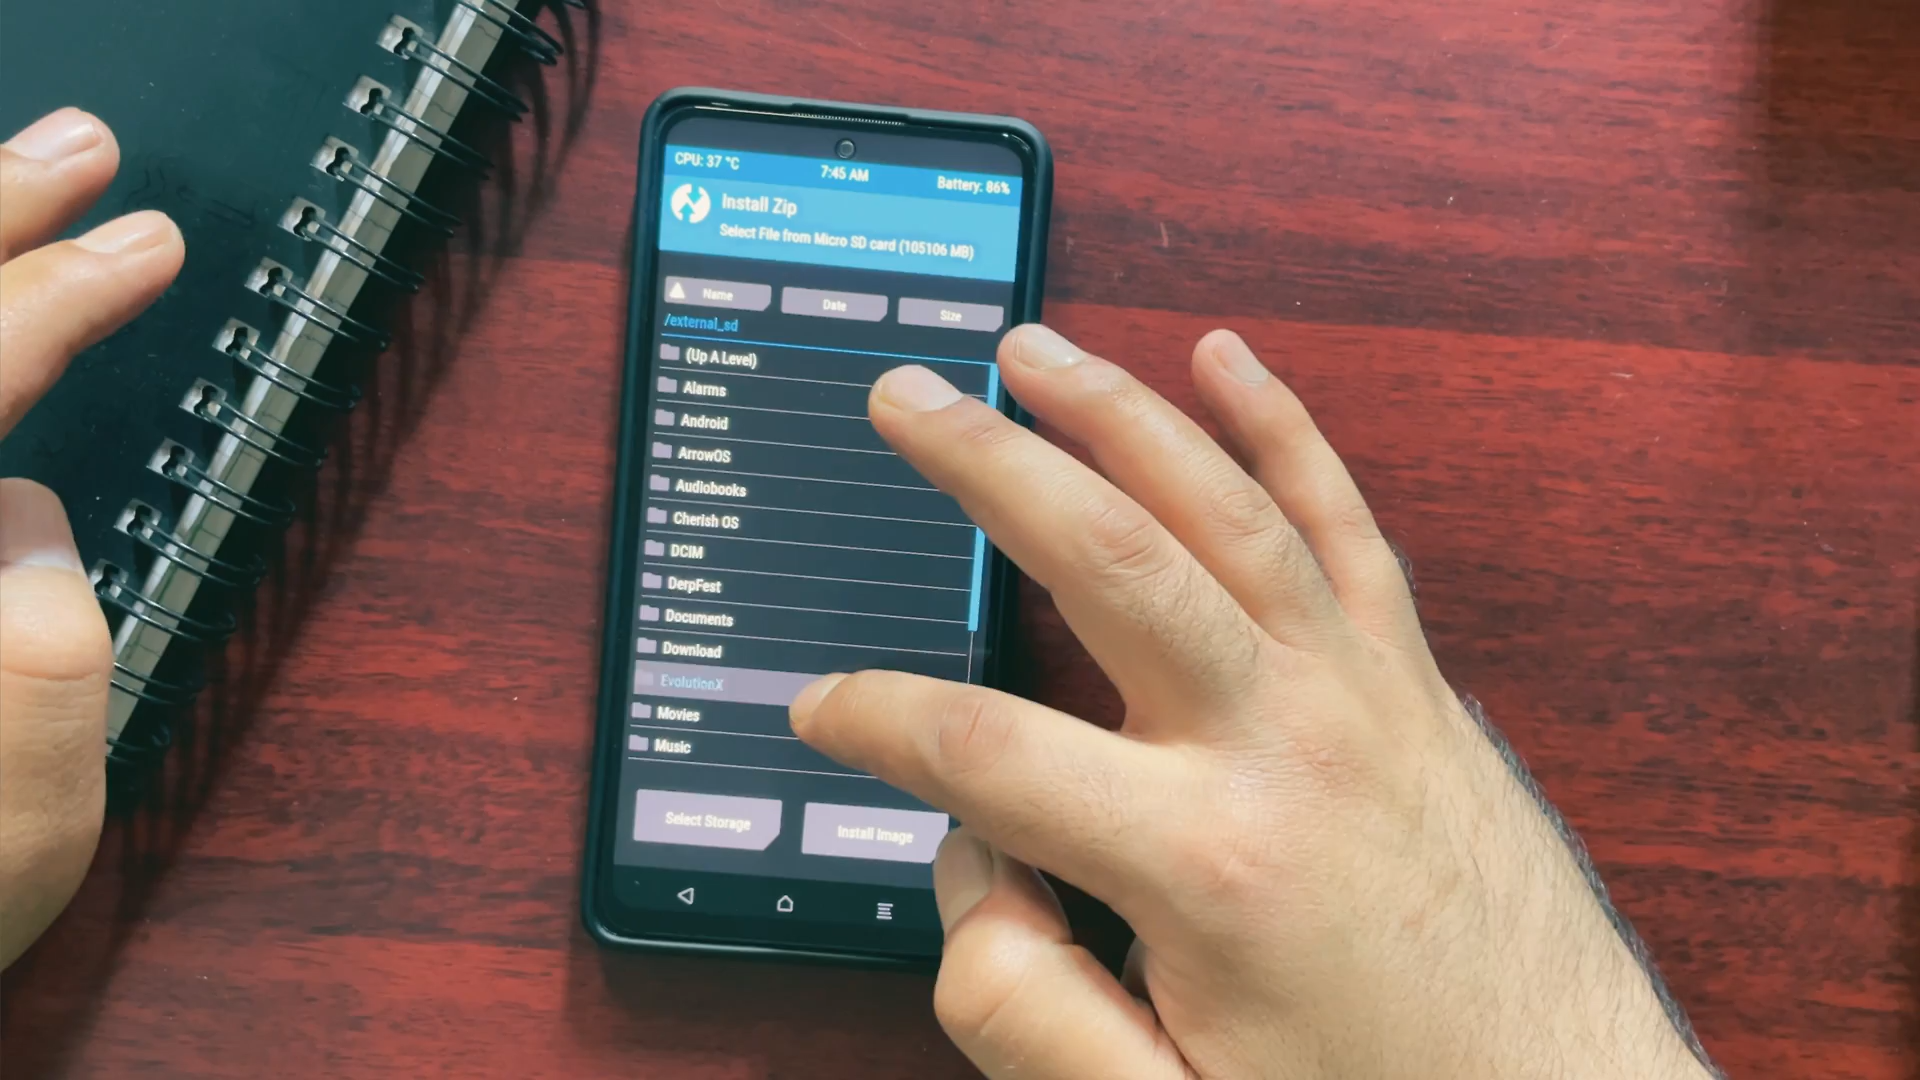 CPU: 37 °C 7:45 AM Battery: 86%
Install Zip
Select File from Micro SD card (105106 MB)
Name Date Size
/external_sd
(Up A Level)
Alarms
Android
ArrowOS
Audiobooks
Cherish OS
DCIM
DerpFest
Documents
Download
EvolutionX
Movies
Music
Select Storage Install Image